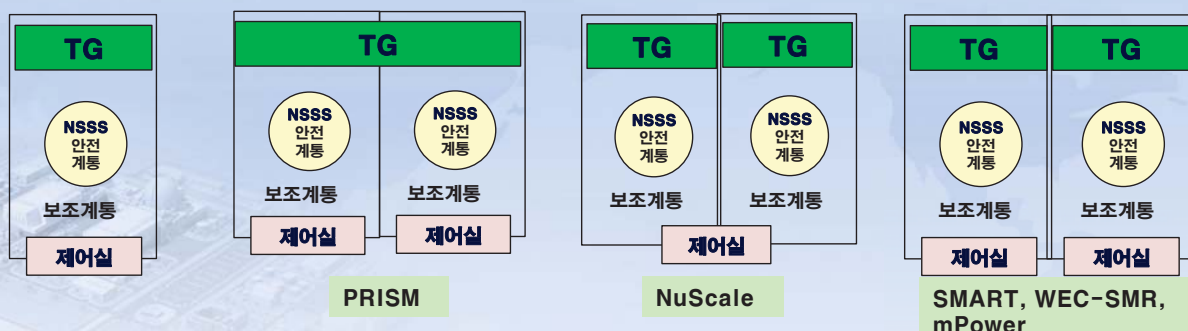 TG
NSSS
안전
계통
보조계통
제어실
TG
NSSS
안전
계통
보조계통
제어실
NSSS
안전
계통
보조계통
제어실
PRISM
TG
NSSS
안전
계통
보조계통
TG
NSSS
안전
계통
보조계통
제어실
NuScale
TG
NSSS
안전
계통
보조계통
제어실
TG
NSSS
안전
계통
보조계통
제어실
SMART, WEC-SMR,
mPower